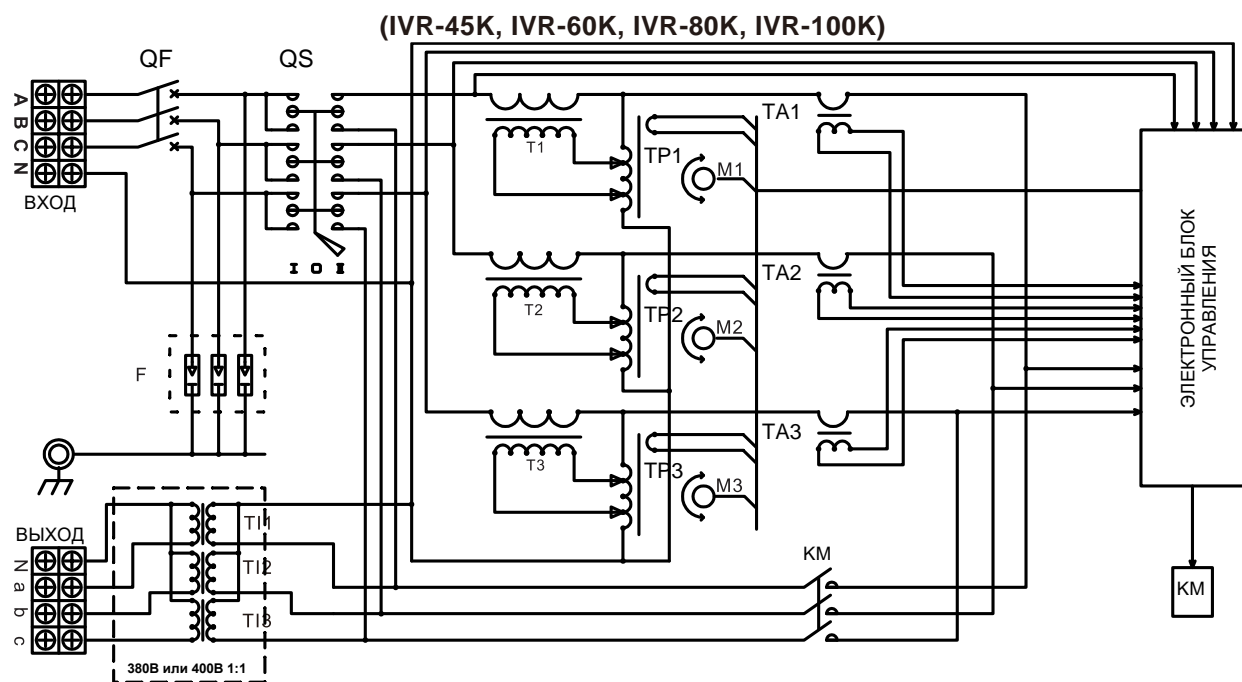 (IVR-45K, IVR-60K, IVR-80K, IVR-100K)
QF
QS
A
B
C
N
ВХОД
I O II
F
T1
TP1
M1
TA1
T2
TP2
M2
TA2
T3
TP3
M3
TA3
ЭЛЕКТРОННЫЙ БЛОК
УПРАВЛЕНИЯ
KM
KM
ВЫХОД
N
a
b
c
TI1
TI2
TI3
380В или 400В 1:1